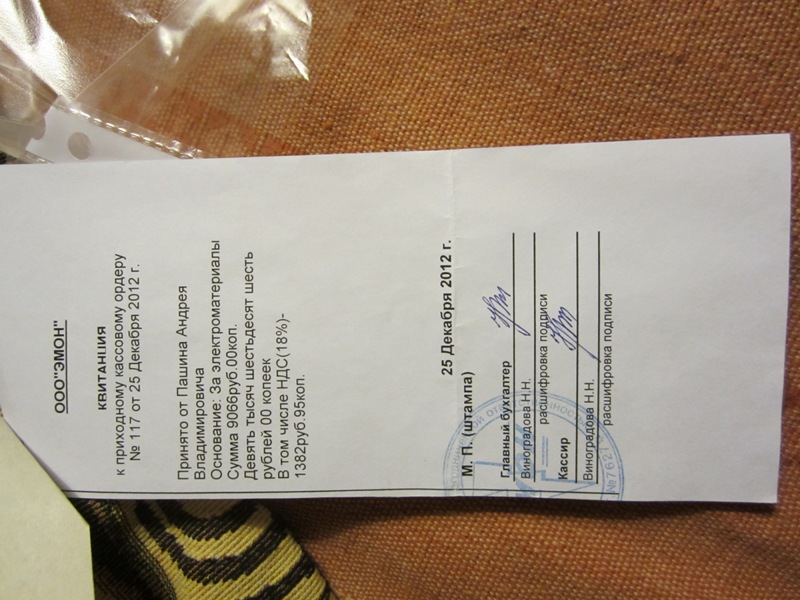 ООО"ЭМОН"
КВИТАНЦИЯ
к приходному кассовому ордеру
№ 117 от 25 Декабря 2012 г.
Принято от Пашина Андрея
Владимировича
Основание: За электроматериалы
Сумма 9066руб.00коп.
Девять тысяч шестьдесят шесть
рублей 00 копеек
В том числе НДС(18%)-
1382руб.95коп.
25 Декабря 2012 г.
М. П. (штампа)
Главный бухгалтер
Виноградова Н.Н.
расшифровка подписи
Кассир
Виноградова Н.Н.
расшифровка подписи